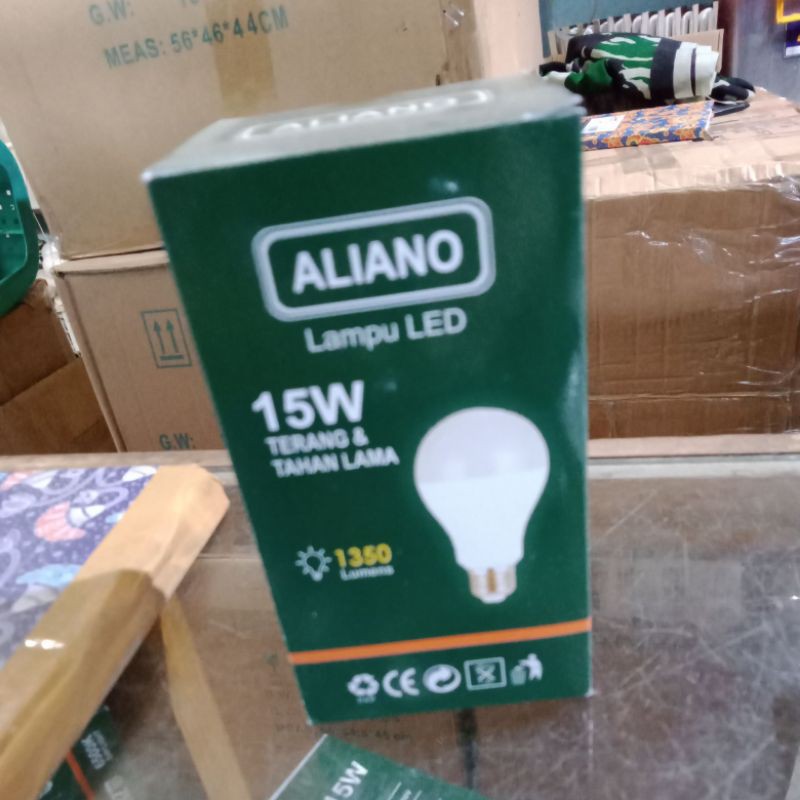 G.W:
MEAS: 56*46*44CM
ALIANO
ALIANO
Lampu LED
15W
TERANG &
TAHAN LAMA
1350
Lumens
CE
G.W:
15W